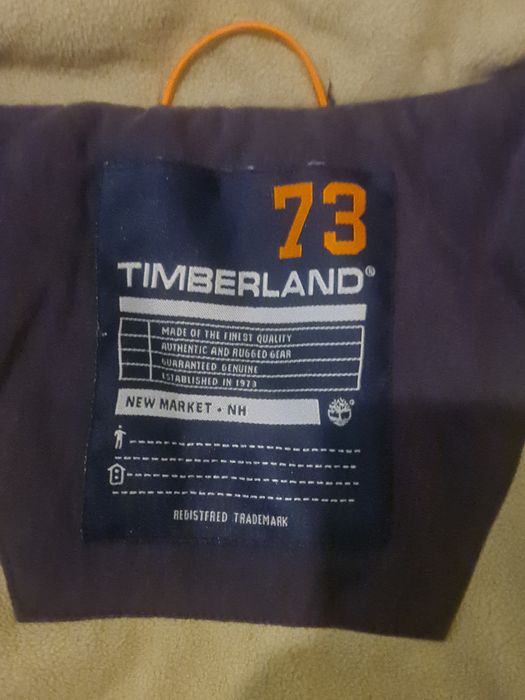 73
TIMBERLAND®
MADE OF THE FINEST QUALITY
AUTHENTIC AND RUGGED GEAR
GUARANTEED GENUINE
ESTABLISHED IN 1973
NEW MARKET • NH
REGISTFRED TRADEMARK